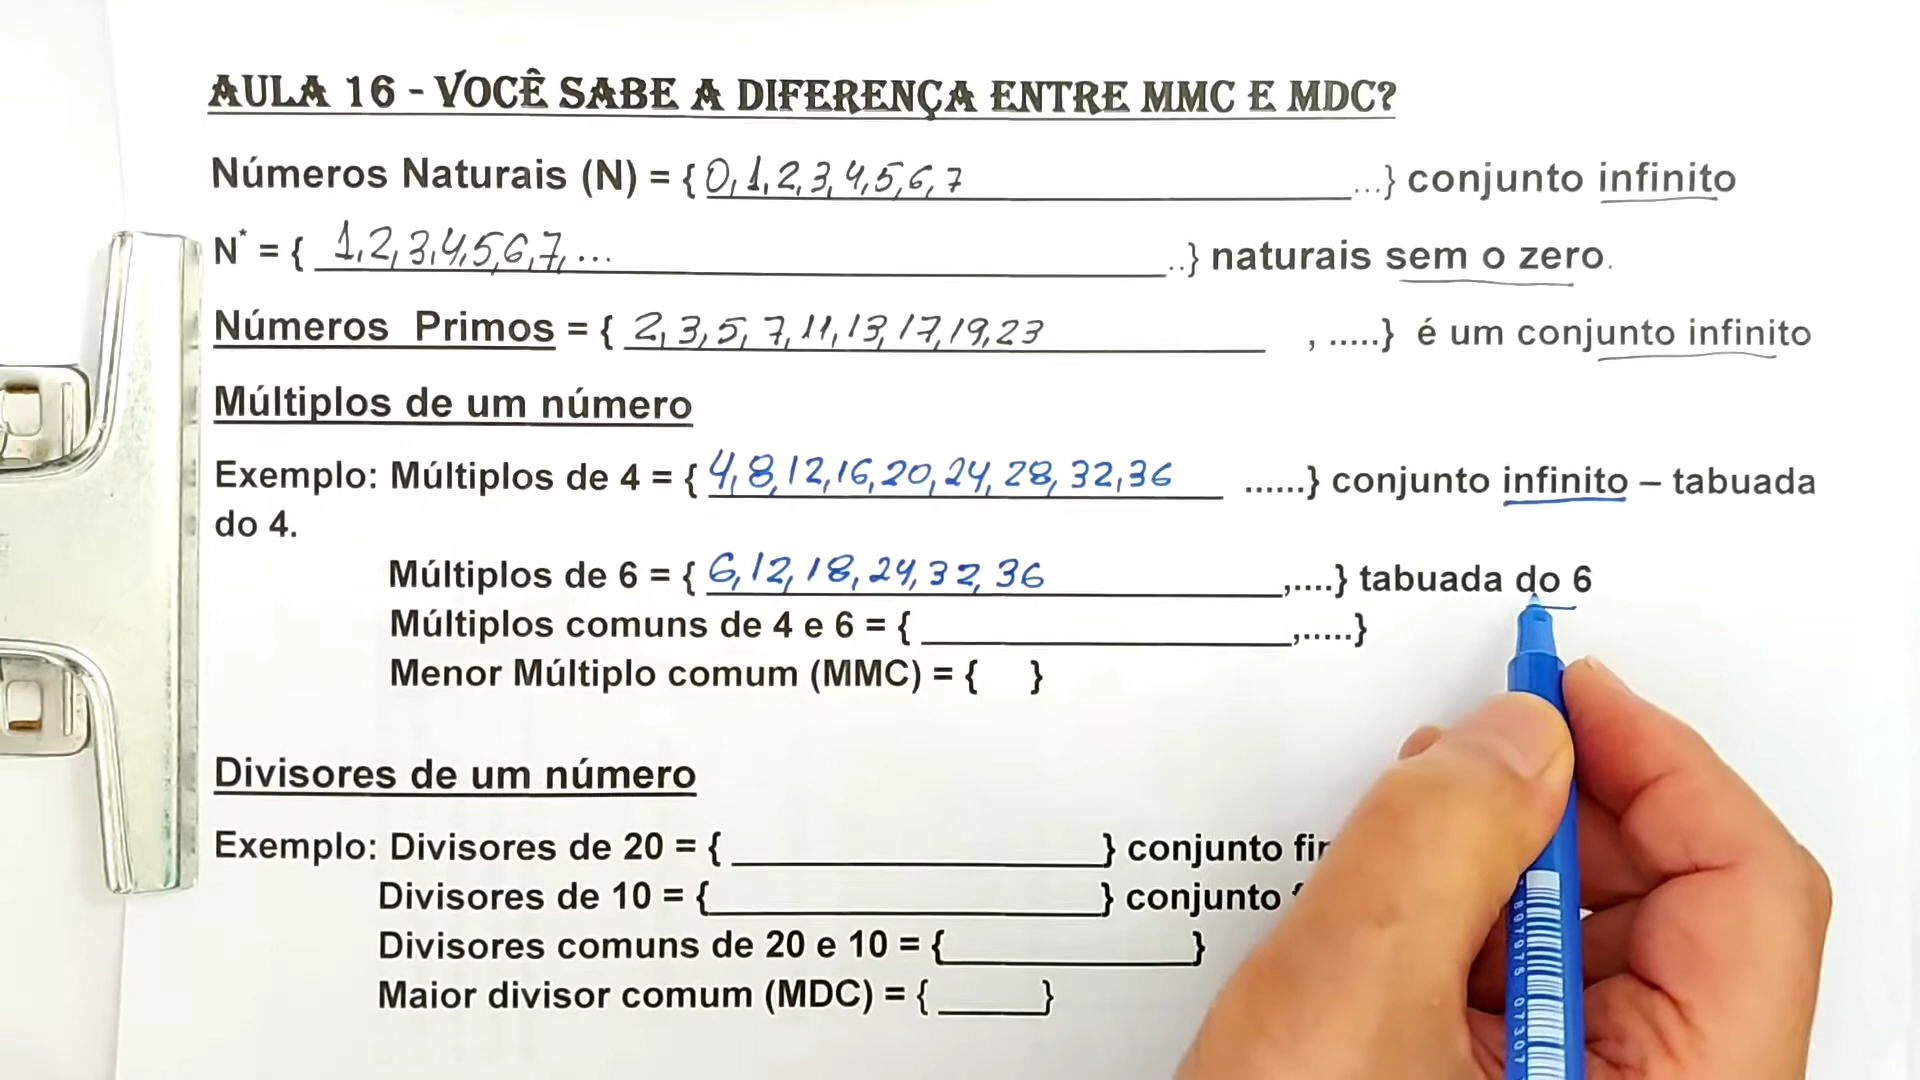 AULA 16 - VOCÊ SABE A DIFERENÇA ENTRE MMC E MDC?
Números Naturais (N) = { 0, 1, 2, 3, 4, 5, 6, 7 ...} conjunto infinito
N* = { 1, 2, 3, 4, 5, 6, 7, ... ..} naturais sem o zero.
Números Primos = { 2, 3, 5, 7, 11, 13, 17, 19, 23 , .....} é um conjunto infinito
Múltiplos de um número
Exemplo: Múltiplos de 4 = { 4, 8, 12, 16, 20, 24, 28, 32, 36 ......} conjunto infinito – tabuada
do 4.
Múltiplos de 6 = { 6, 12, 18, 24, 32, 36 ,....} tabuada do 6
Múltiplos comuns de 4 e 6 = { ,.....}
Menor Múltiplo comum (MMC) = { }
Divisores de um número
Exemplo: Divisores de 20 = { } conjunto
Divisores de 10 = { } conjunto
Divisores comuns de 20 e 10 = { }
Maior divisor comum (MDC) = { }